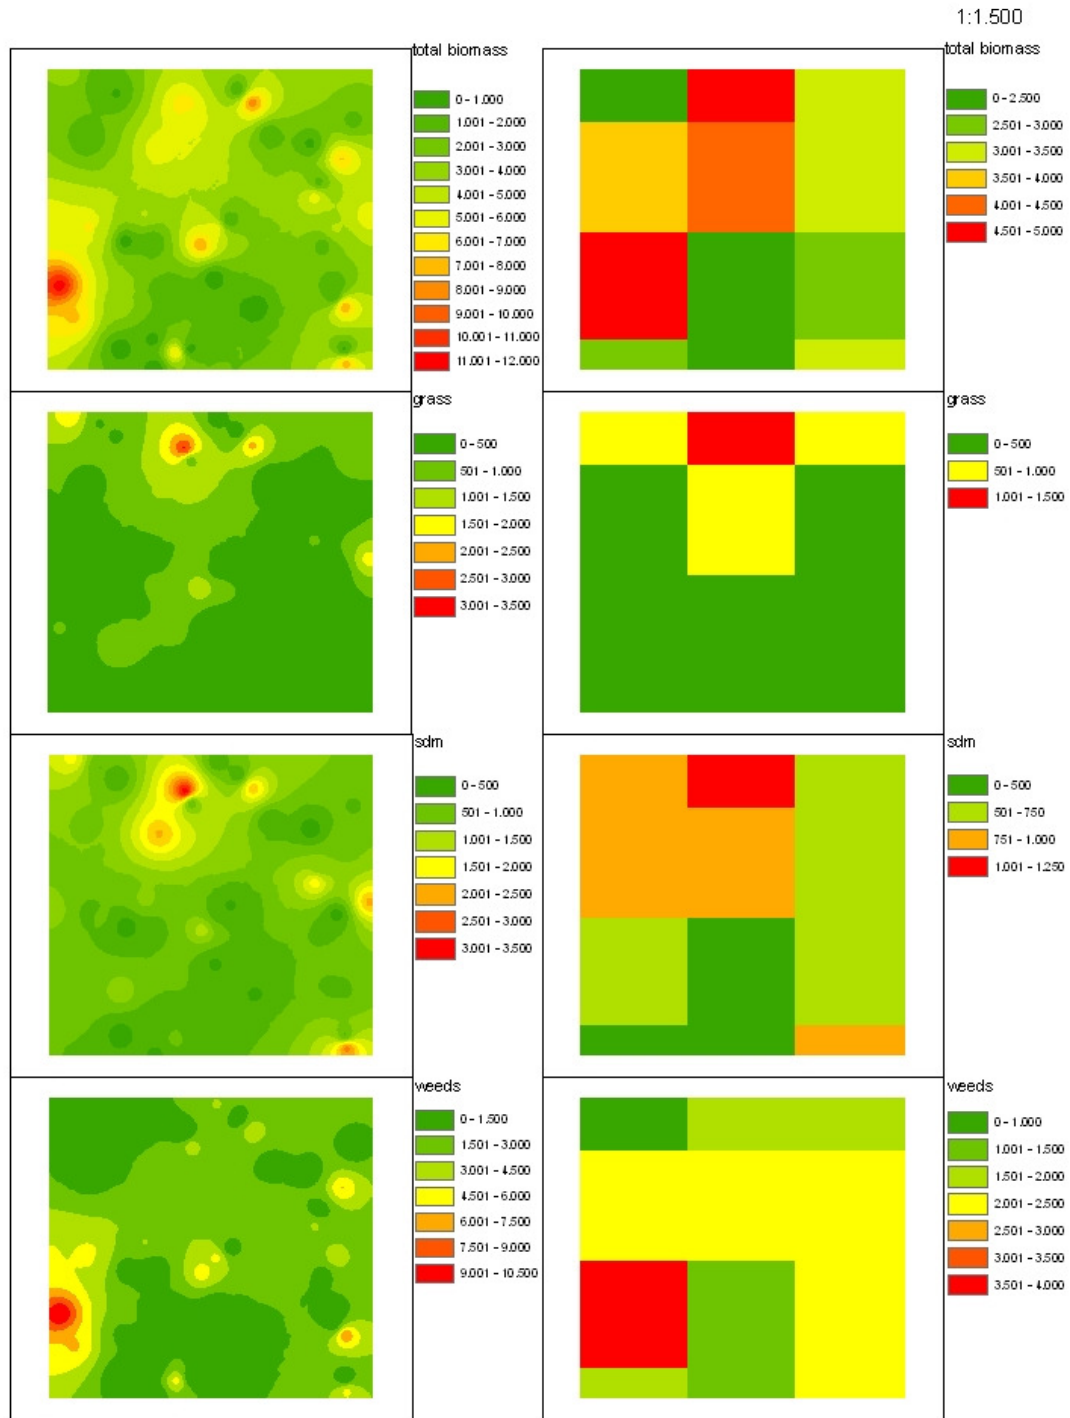 1:1.500
total biomass
0 - 1.000
1.001 - 2.000
2.001 - 3.000
3.001 - 4.000
4.001 - 5.000
5.001 - 6.000
6.001 - 7.000
7.001 - 8.000
8.001 - 9.000
9.001 - 10.000
10.001 - 11.000
11.001 - 12.000
total biomass
0 - 2.500
2.501 - 3.000
3.001 - 3.500
3.501 - 4.000
4.001 - 4.500
4.501 - 5.000
grass
0 - 500
501 - 1.000
1.001 - 1.500
1.501 - 2.000
2.001 - 2.500
2.501 - 3.000
3.001 - 3.500
grass
0 - 500
501 - 1.000
1.001 - 1.500
sdm
0 - 500
501 - 1.000
1.001 - 1.500
1.501 - 2.000
2.001 - 2.500
2.501 - 3.000
3.001 - 3.500
sdm
0 - 500
501 - 750
751 - 1.000
1.001 - 1.250
weeds
0 - 1.500
1.501 - 3.000
3.001 - 4.500
4.501 - 6.000
6.001 - 7.500
7.501 - 9.000
9.001 - 10.500
weeds
0 - 1.000
1.001 - 1.500
1.501 - 2.000
2.001 - 2.500
2.501 - 3.000
3.001 - 3.500
3.501 - 4.000